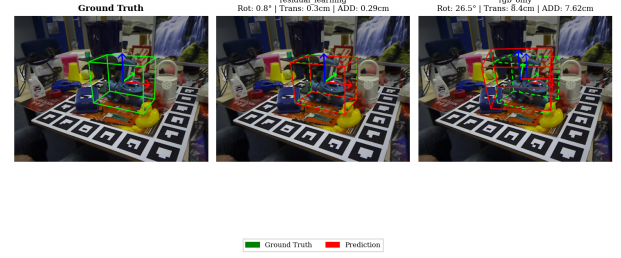 Ground Truth
residual_learning
Rot: 0.8° | Trans: 0.3cm | ADD: 0.29cm
rgb_only
Rot: 26.5° | Trans: 8.4cm | ADD: 7.62cm
Ground Truth
Prediction